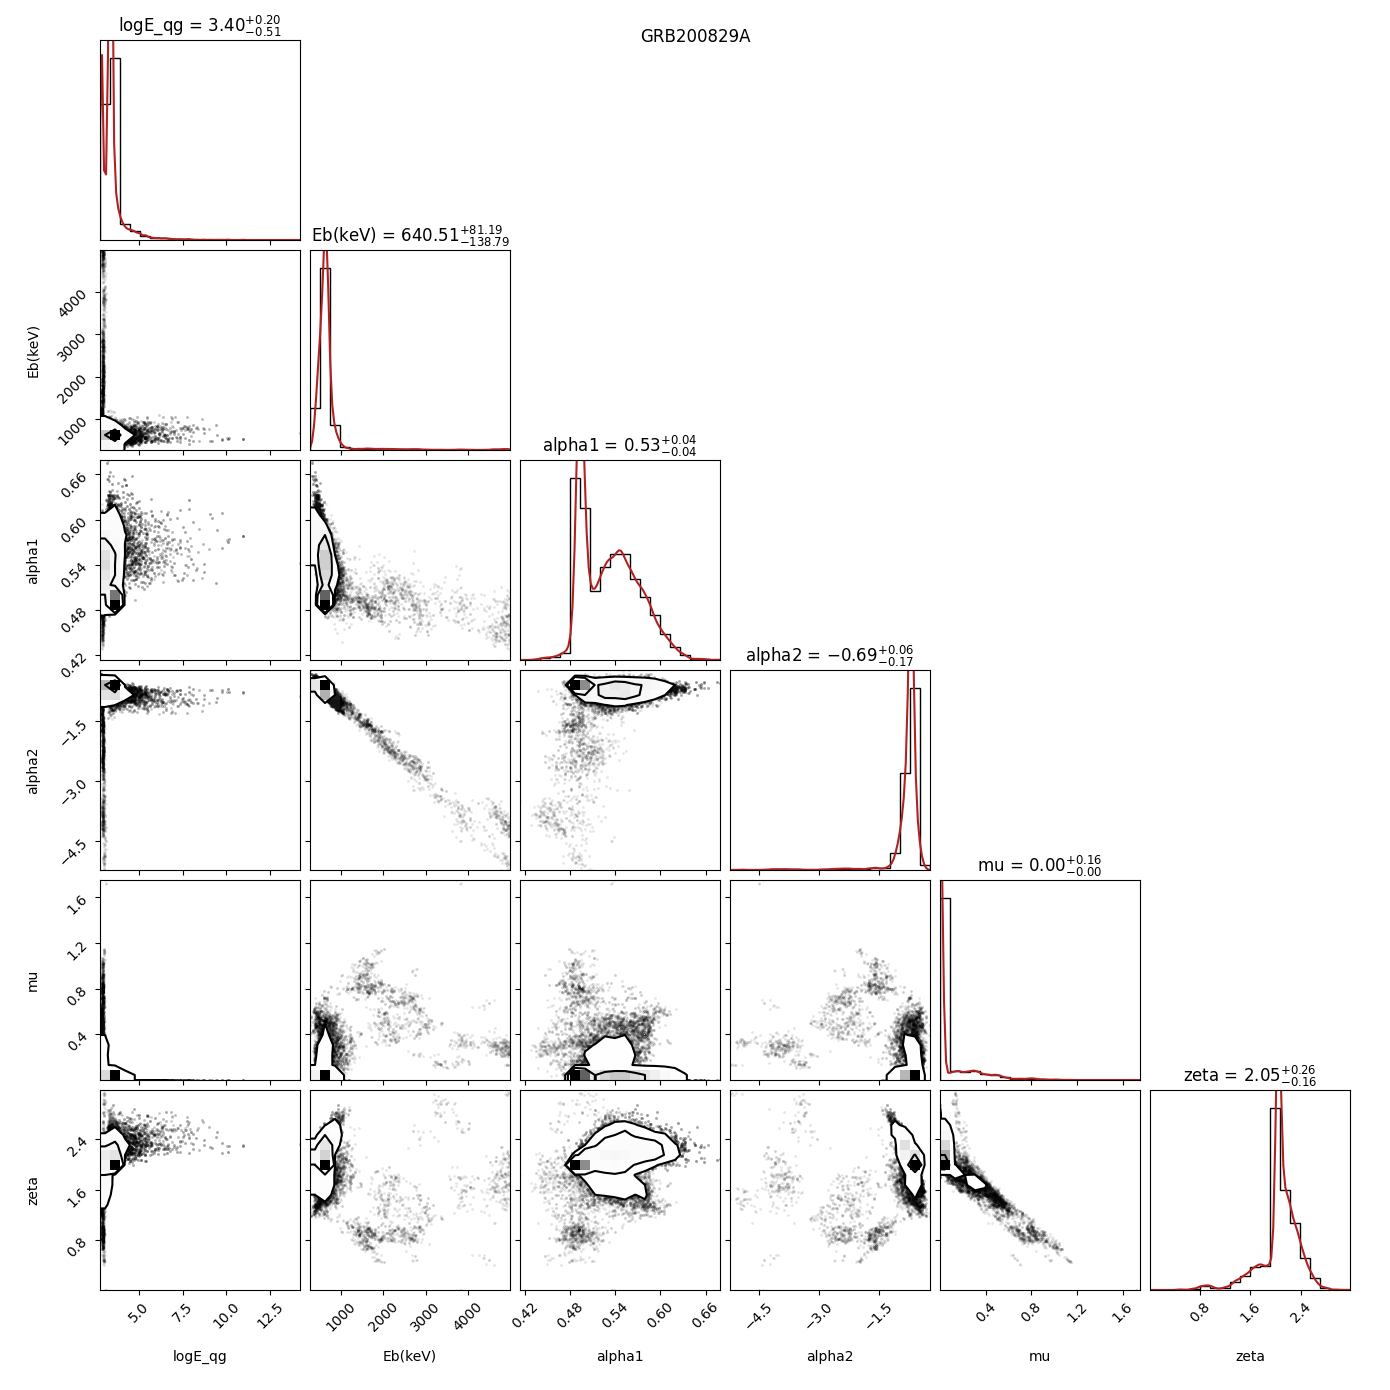 logE_qg = 3.40+0.20−0.51
GRB200829A
Eb(keV) = 640.51+81.19−138.79
Eb(keV)
4000
3000
2000
1000
alpha1 = 0.53+0.04−0.04
alpha1
0.66
0.60
0.54
0.48
0.42
alpha2 = −0.69+0.06−0.17
alpha2
−1.5
−3.0
−4.5
mu = 0.00+0.16−0.00
mu
1.6
1.2
0.8
0.4
zeta = 2.05+0.26−0.16
zeta
2.4
1.6
0.8
5.0 7.5 10.0 12.5 1000 2000 3000 4000 0.42 0.48 0.54 0.60 0.66 −4.5 −3.0 −1.5 0.4 0.8 1.2 1.6 0.8 1.6 2.4
logE_qg Eb(keV) alpha1 alpha2 mu zeta